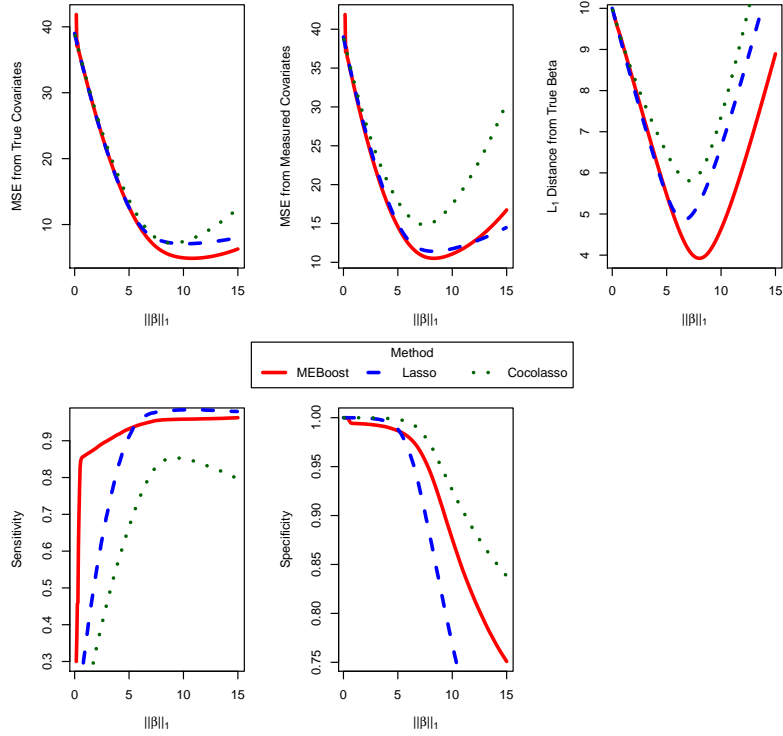 MSE from True Covariates
40
30
20
10
0 5 10 15
||β||1
MSE from Measured Covariates
40
35
30
25
20
15
10
0 5 10 15
||β||1
L1 Distance from True Beta
10
9
8
7
6
5
4
0 5 10 15
||β||1
Method
MEBoost Lasso Cocolasso
Sensitivity
0.9
0.8
0.7
0.6
0.5
0.4
0.3
0 5 10 15
||β||1
Specificity
1.00
0.95
0.90
0.85
0.80
0.75
0 5 10 15
||β||1